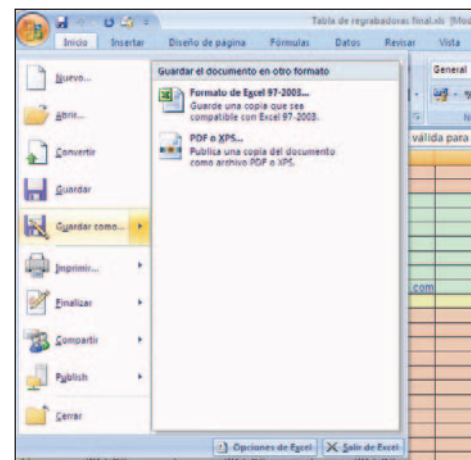 Tabla de regrabadoras final.xls [Mod
Inicio Insertar Diseño de página Fórmulas Datos Revisar Vista
Nuevo...
Abrir...
Convertir
Guardar
Guardar como...
Imprimir...
Finalizar
Compartir
Publish
Cerrar
Guardar el documento en otro formato
Formato de Excel 97-2003...
Guarde una copia que sea
compatible con Excel 97-2003.
PDF o XPS...
Publica una copia del documento
como archivo PDF o XPS.
General
válida para
.com
Opciones de Excel
Salir de Excel